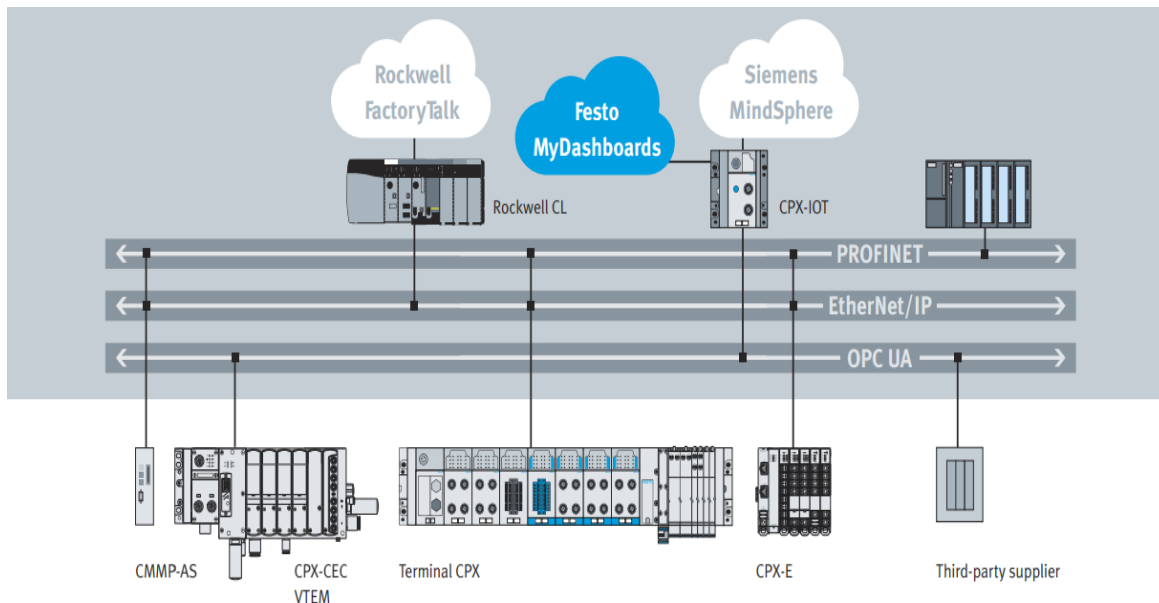 Rockwell
FactoryTalk
Festo
MyDashboards
Siemens
MindSphere
Rockwell CL
CPX-IOT
PROFINET
EtherNet/IP
OPC UA
CMMP-AS
CPX-CEC
VTEM
Terminal CPX
CPX-E
Third-party supplier